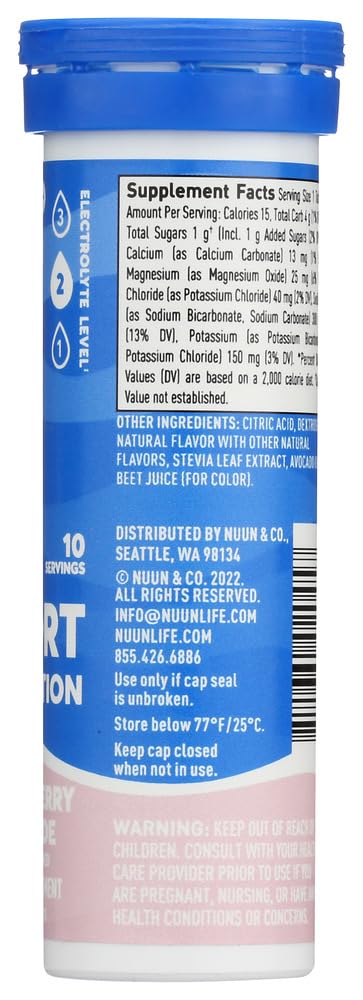 3
2
1
ELECTROLYTE LEVEL
Supplement Facts Serving Size 1
Amount Per Serving: Calories 15, Total Carb 4 g
Total Sugars 1 g† (Incl. 1 g Added Sugars
Calcium (as Calcium Carbonate) 13 mg
Magnesium (as Magnesium Oxide) 25 mg
Chloride (as Potassium Chloride) 40 mg (2% DV),
(as Sodium Bicarbonate, Sodium Carbonate)
(13% DV), Potassium (as Potassium
Potassium Chloride) 150 mg (3% DV). *Percent
Values (DV) are based on a 2,000 calorie diet.
Value not established.
OTHER INGREDIENTS: CITRIC ACID,
NATURAL FLAVOR WITH OTHER NATURAL
FLAVORS, STEVIA LEAF EXTRACT, AVOCADO
BEET JUICE (FOR COLOR).
10
SERVINGS
RT
TION
ERRY
DE
DISTRIBUTED BY NUUN & CO.,
SEATTLE, WA 98134
© NUUN & CO. 2022.
ALL RIGHTS RESERVED.
INFO@NUUNLIFE.COM
NUUNLIFE.COM
855.426.6886
Use only if cap seal
is unbroken.
Store below 77°F/25°C.
Keep cap closed
when not in use.
WARNING: KEEP OUT OF REACH OF
CHILDREN. CONSULT WITH YOUR
CARE PROVIDER PRIOR TO USE IF YOU
ARE PREGNANT, NURSING, OR HAVE
HEALTH CONDITIONS OR CONCERNS.